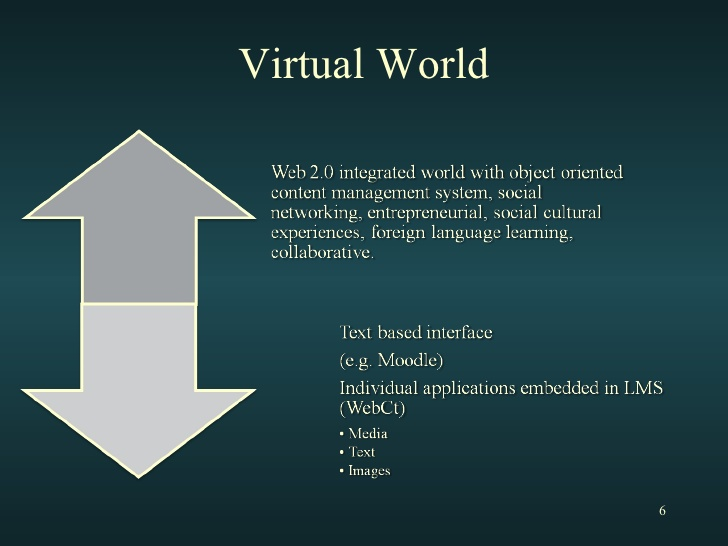 Virtual World
Web 2.0 integrated world with object oriented
content management system, social
networking, entrepreneurial, social cultural
experiences, foreign language learning,
collaborative.
Text based interface
(e.g. Moodle)
Individual applications embedded in LMS
(WebCt)
• Media
• Text
• Images
6